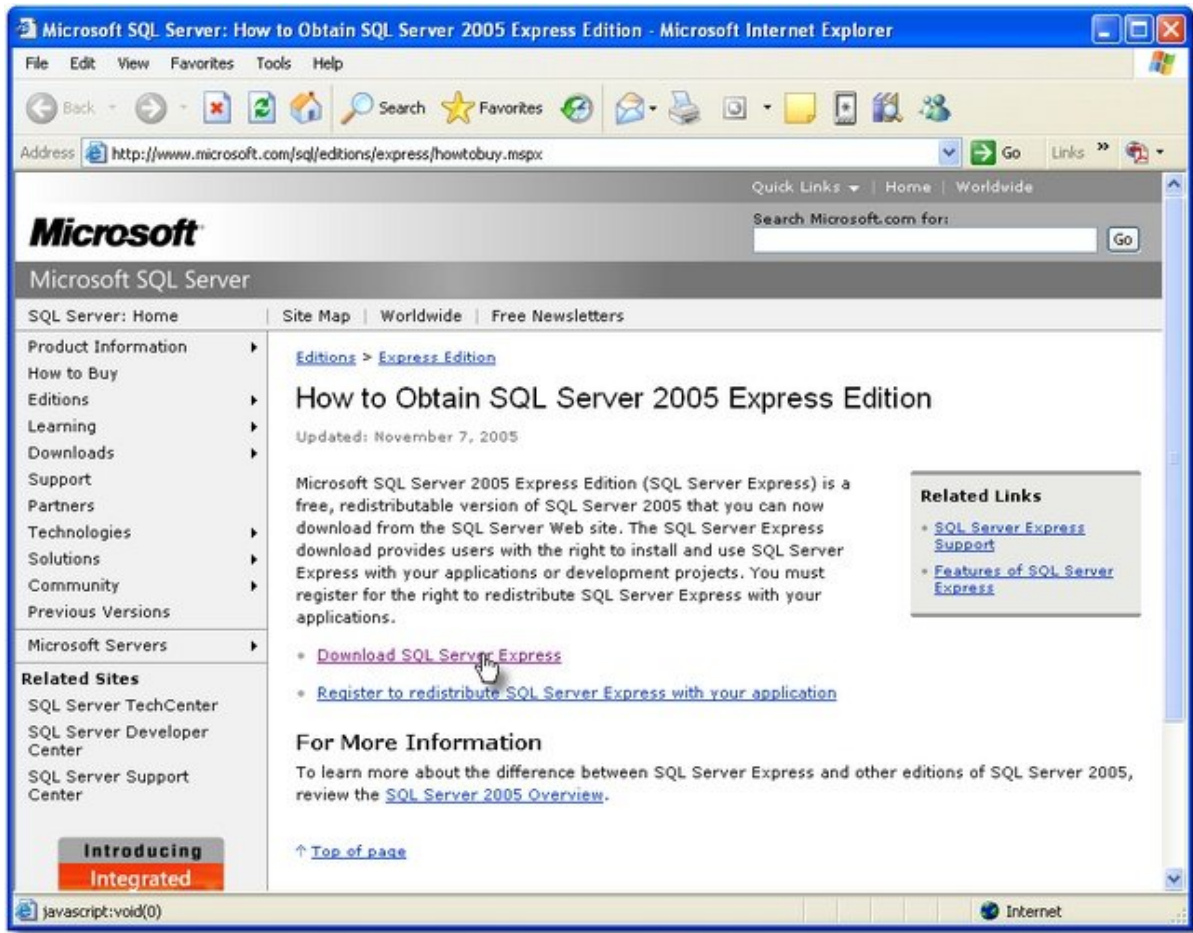 Microsoft SQL Server: How to Obtain SQL Server 2005 Express Edition - Microsoft Internet Explorer
File Edit View Favorites Tools Help
Back Search Favorites
Address http://www.microsoft.com/sql/editions/express/howtobuy.mspx Go Links »
Quick Links | Home | Worldwide
Microsoft
Search Microsoft.com for:
Go
Microsoft SQL Server
SQL Server: Home | Site Map | Worldwide | Free Newsletters
Product Information
How to Buy
Editions
Learning
Downloads
Support
Partners
Technologies
Solutions
Community
Previous Versions
Microsoft Servers
Related Sites
SQL Server TechCenter
SQL Server Developer
Center
SQL Server Support
Center
Introducing
Integrated
Editions > Express Edition
How to Obtain SQL Server 2005 Express Edition
Updated: November 7, 2005
Microsoft SQL Server 2005 Express Edition (SQL Server Express) is a
free, redistributable version of SQL Server 2005 that you can now
download from the SQL Server Web site. The SQL Server Express
download provides users with the right to install and use SQL Server
Express with your applications or development projects. You must
register for the right to redistribute SQL Server Express with your
applications.
Download SQL Server Express
Register to redistribute SQL Server Express with your application
For More Information
To learn more about the difference between SQL Server Express and other editions of SQL Server 2005,
review the SQL Server 2005 Overview.
↑ Top of page
Related Links
SQL Server Express
Support
Features of SQL Server
Express
javascript:void(0) Internet